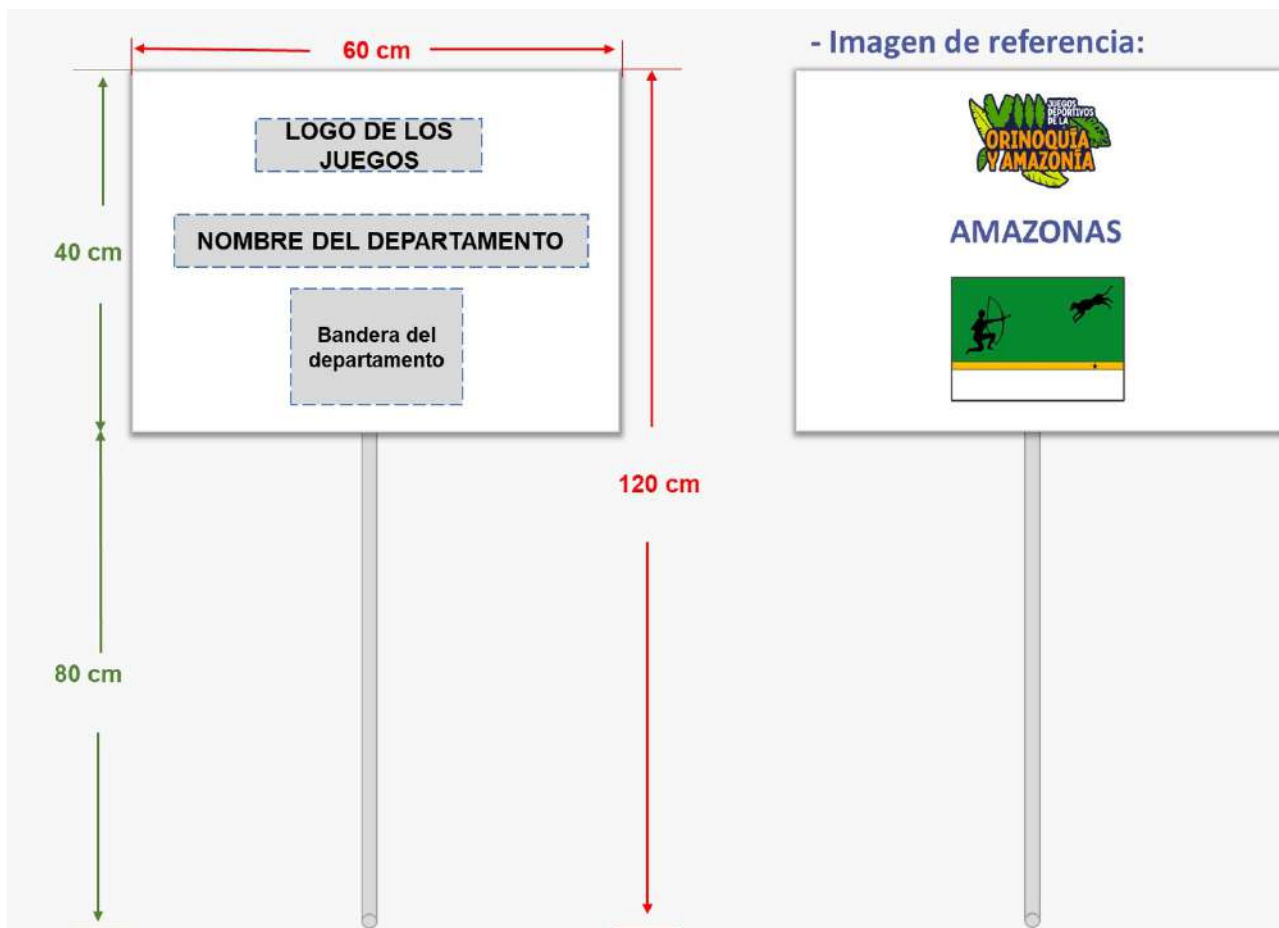 60 cm
LOGO DE LOS
JUEGOS
NOMBRE DEL DEPARTAMENTO
40 cm
Bandera del
departamento
120 cm
80 cm
- Imagen de referencia:
VIII JUEGOS
DEPORTIVOS
DE LA
ORINOQUÍA
Y AMAZONÍA
AMAZONAS